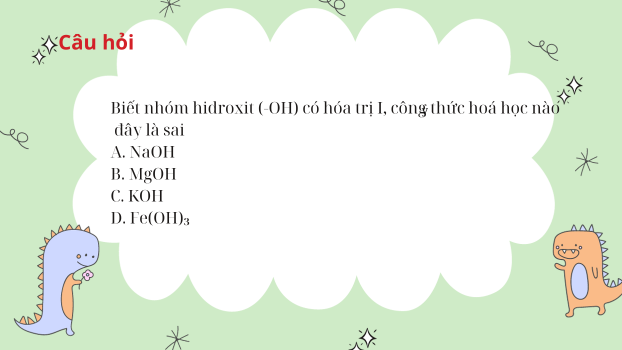 Câu hỏi
Biết nhóm hidroxit (-OH) có hóa trị I, công thức hoá học nào
đây là sai
A. NaOH
B. MgOH
C. KOH
D. Fe(OH)₃